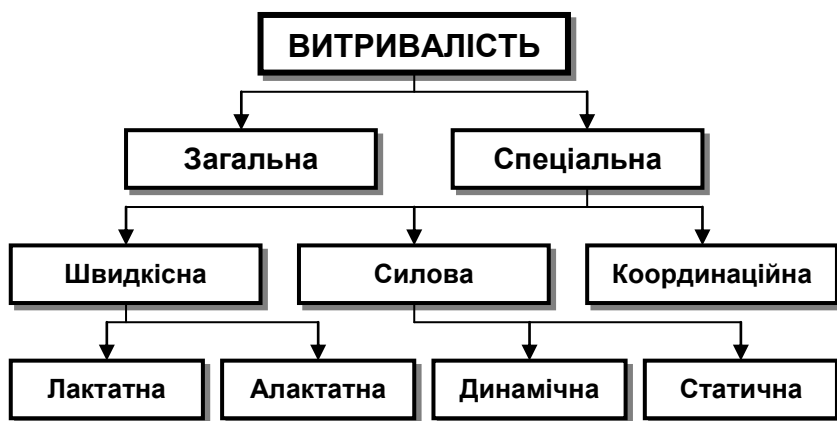 ВИТРИВАЛІСТЬ
Загальна
Спеціальна
Швидкісна
Силова
Координаційна
Лактатна
Алактатна
Динамічна
Статична